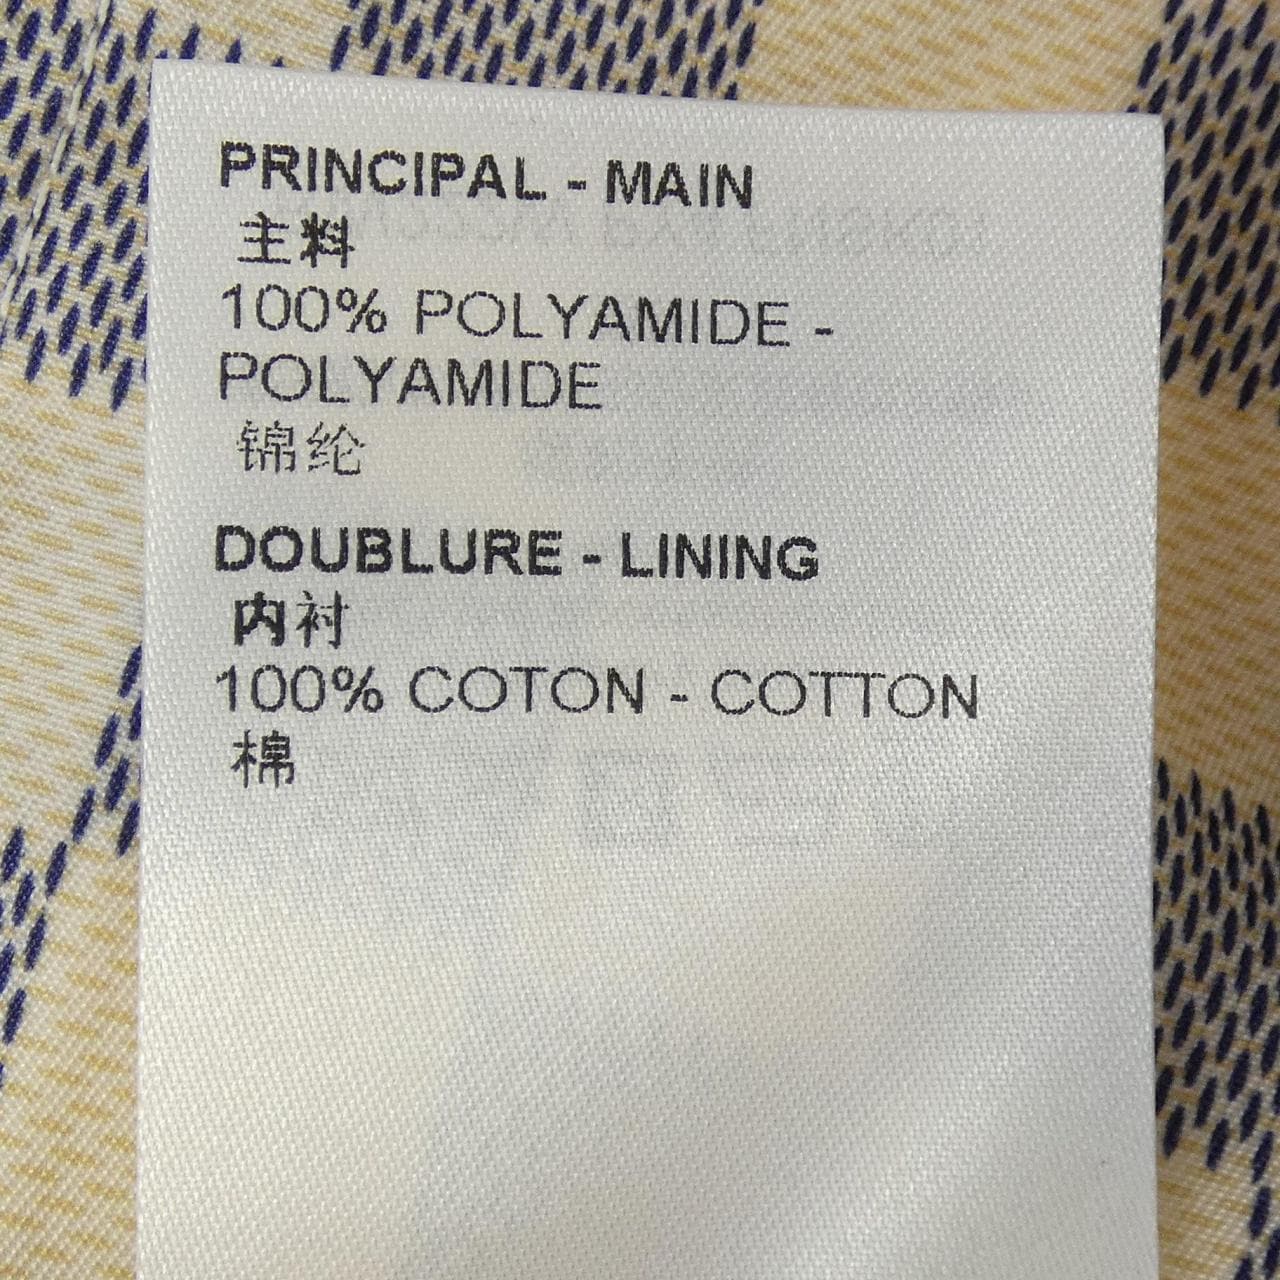 PRINCIPAL - MAIN
主料
100% POLYAMIDE -
POLYAMIDE
锦纶
DOUBLURE - LINING
内衬
100% COTON - COTTON
棉